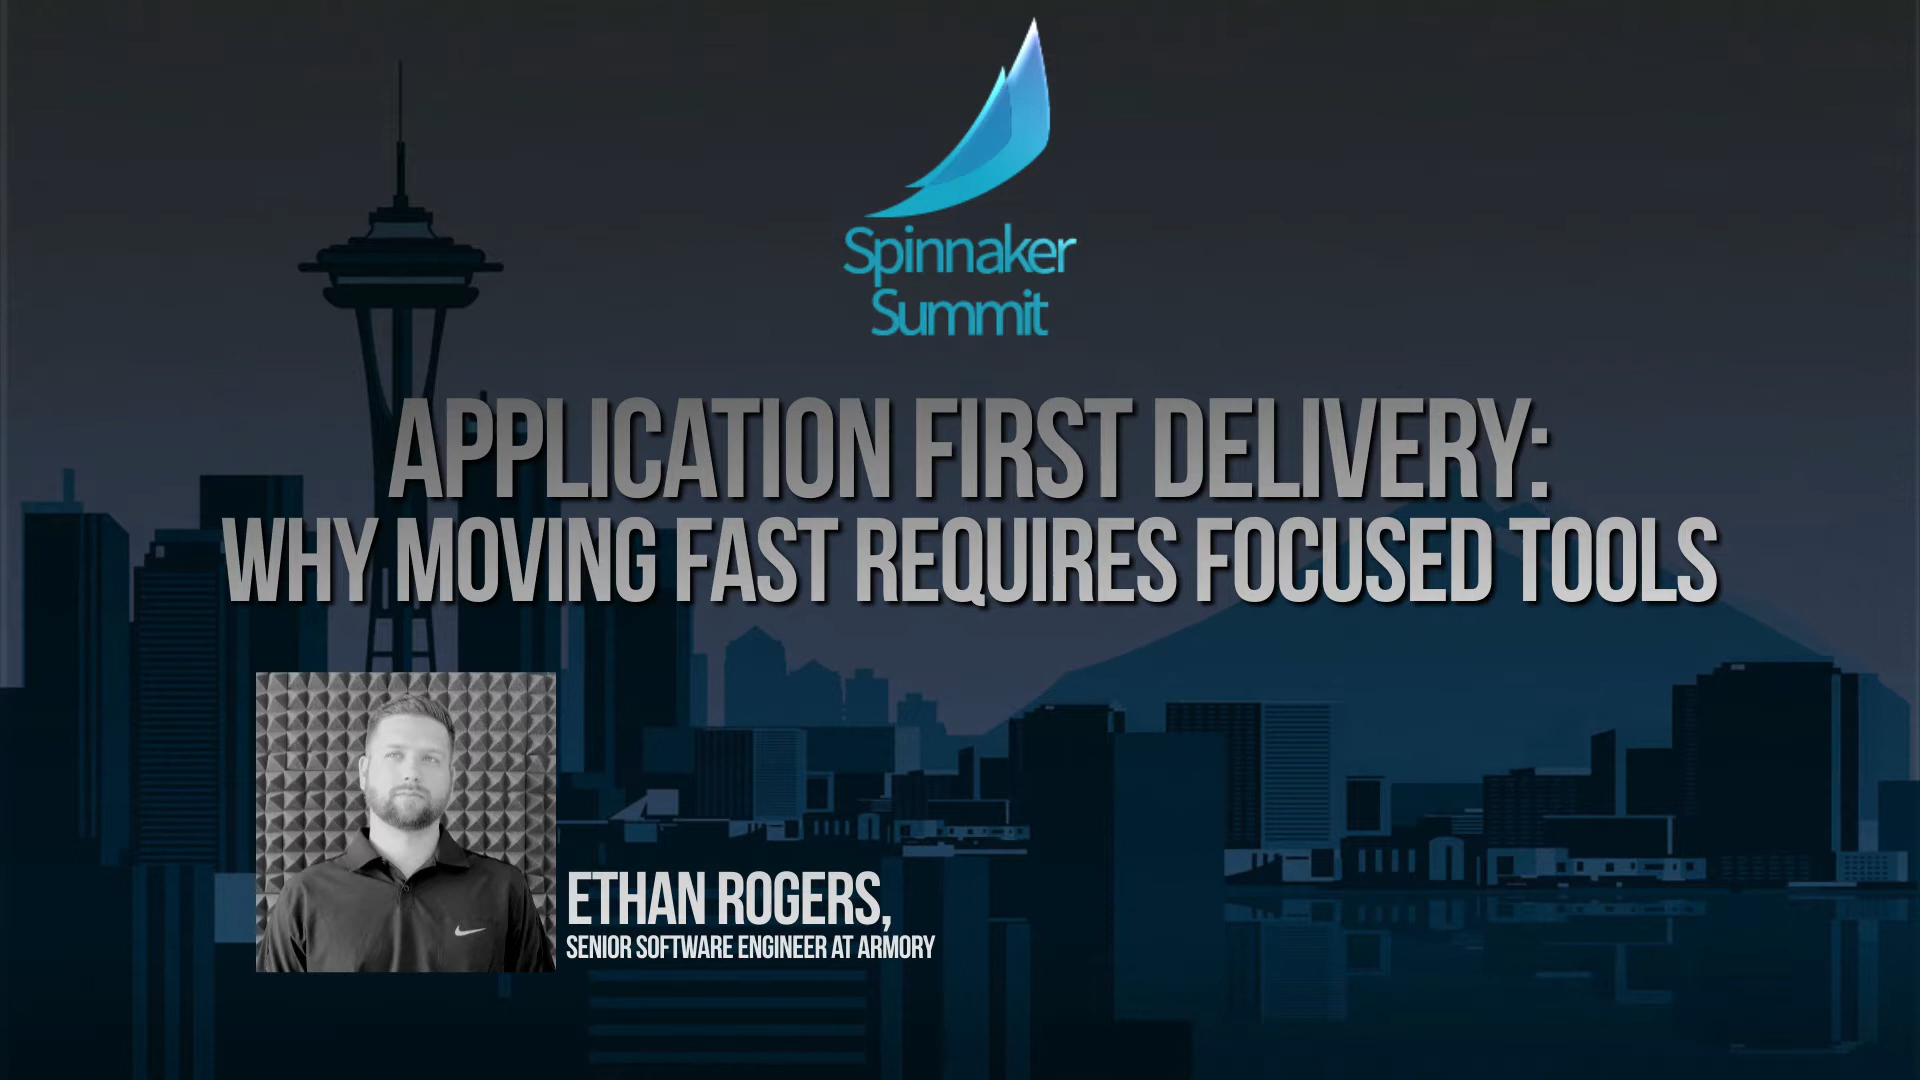 Spinnaker
Summit
APPLICATION FIRST DELIVERY:
WHY MOVING FAST REQUIRES FOCUSED TOOLS
ETHAN ROGERS,
SENIOR SOFTWARE ENGINEER AT ARMORY